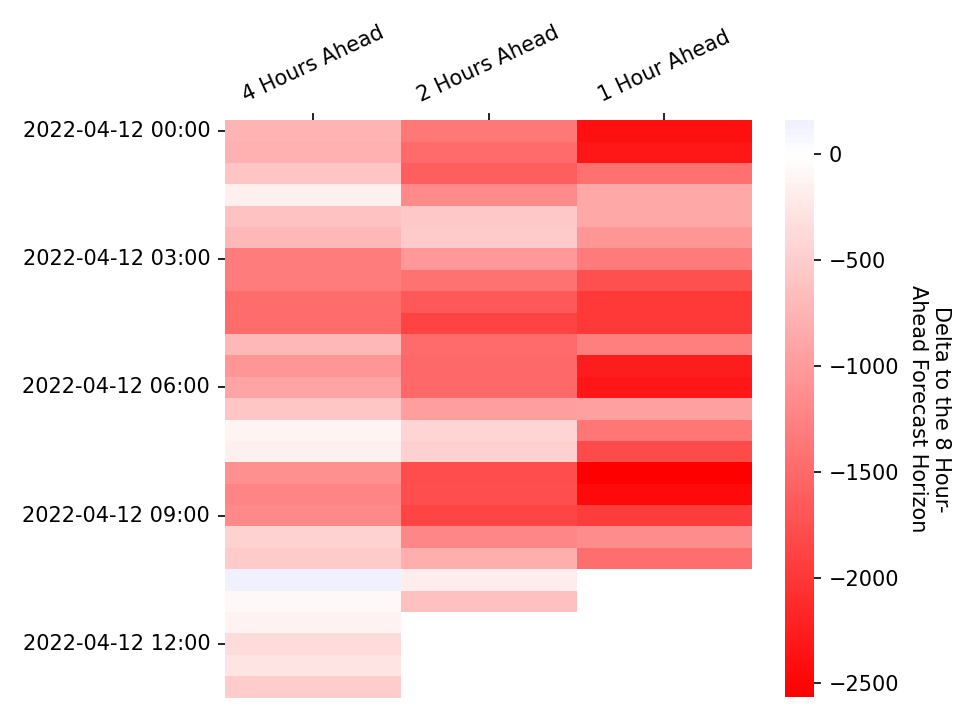 4 Hours Ahead
2 Hours Ahead
1 Hour Ahead
2022-04-12 00:00
2022-04-12 03:00
2022-04-12 06:00
2022-04-12 09:00
2022-04-12 12:00
0
−500
−1000
−1500
−2000
−2500
Delta to the 8 Hour-
Ahead Forecast Horizon